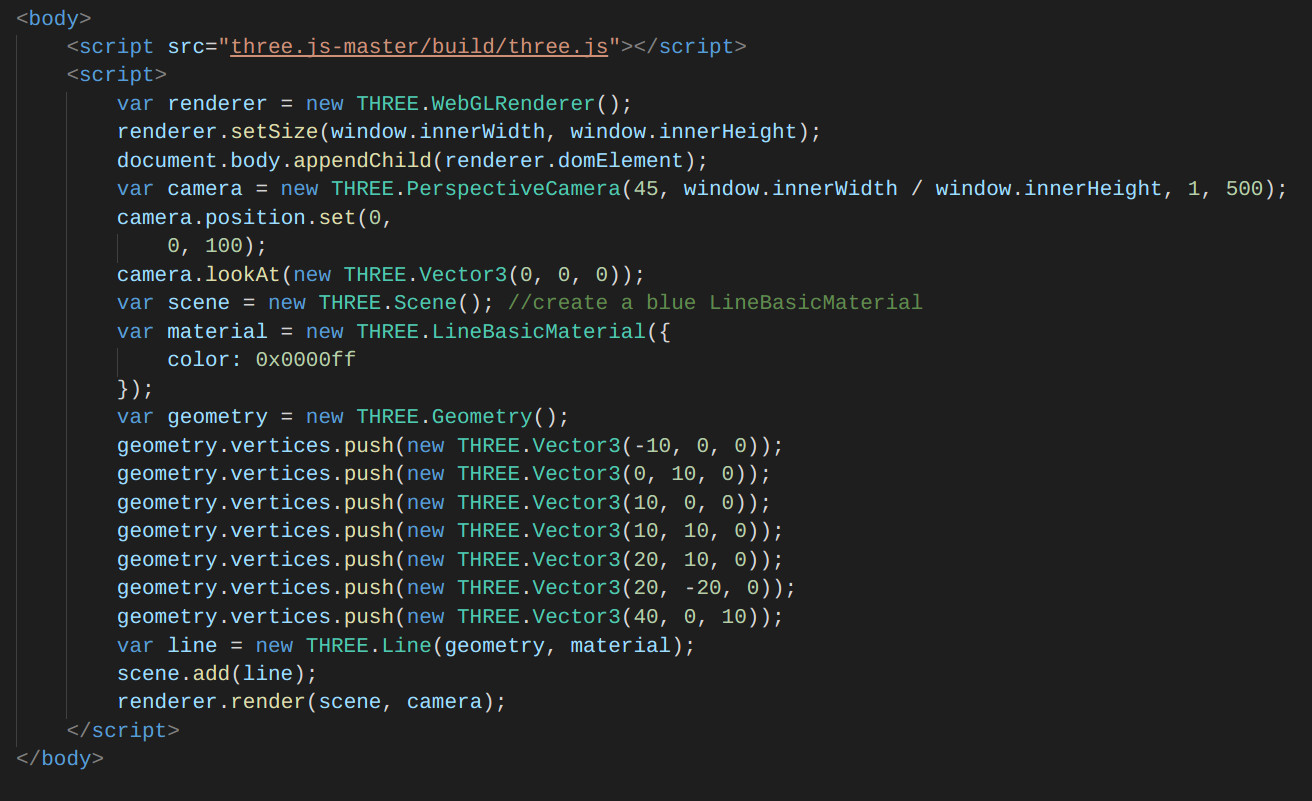 <body>
    <script src="three.js-master/build/three.js"></script>
    <script>
        var renderer = new THREE.WebGLRenderer();
        renderer.setSize(window.innerWidth, window.innerHeight);
        document.body.appendChild(renderer.domElement);
        var camera = new THREE.PerspectiveCamera(45, window.innerWidth / window.innerHeight, 1, 500);
        camera.position.set(0,
            0, 100);
        camera.lookAt(new THREE.Vector3(0, 0, 0));
        var scene = new THREE.Scene(); //create a blue LineBasicMaterial
        var material = new THREE.LineBasicMaterial({
            color: 0x0000ff
        });
        var geometry = new THREE.Geometry();
        geometry.vertices.push(new THREE.Vector3(-10, 0, 0));
        geometry.vertices.push(new THREE.Vector3(0, 10, 0));
        geometry.vertices.push(new THREE.Vector3(10, 0, 0));
        geometry.vertices.push(new THREE.Vector3(10, 10, 0));
        geometry.vertices.push(new THREE.Vector3(20, 10, 0));
        geometry.vertices.push(new THREE.Vector3(20, -20, 0));
        geometry.vertices.push(new THREE.Vector3(40, 0, 10));
        var line = new THREE.Line(geometry, material);
        scene.add(line);
        renderer.render(scene, camera);
    </script>
</body>